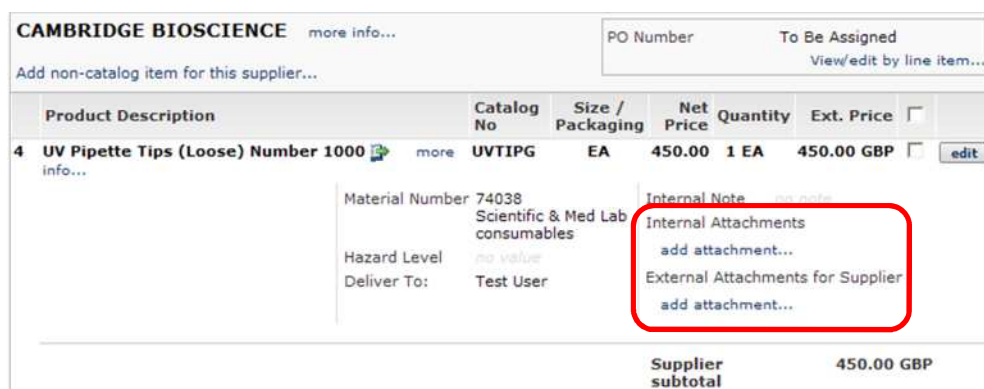 CAMBRIDGE BIOSCIENCE more info...
PO Number To Be Assigned
View/edit by line item...
Add non-catalog item for this supplier...
Product Description Catalog No Size / Packaging Net Price Quantity Ext. Price
4 UV Pipette Tips (Loose) Number 1000 more info... UVTIPG EA 450.00 1 EA 450.00 GBP edit
Material Number 74038
Scientific & Med Lab
consumables
Hazard Level no value
Deliver To: Test User
Internal Note no note
Internal Attachments
add attachment...
External Attachments for Supplier
add attachment...
Supplier subtotal 450.00 GBP